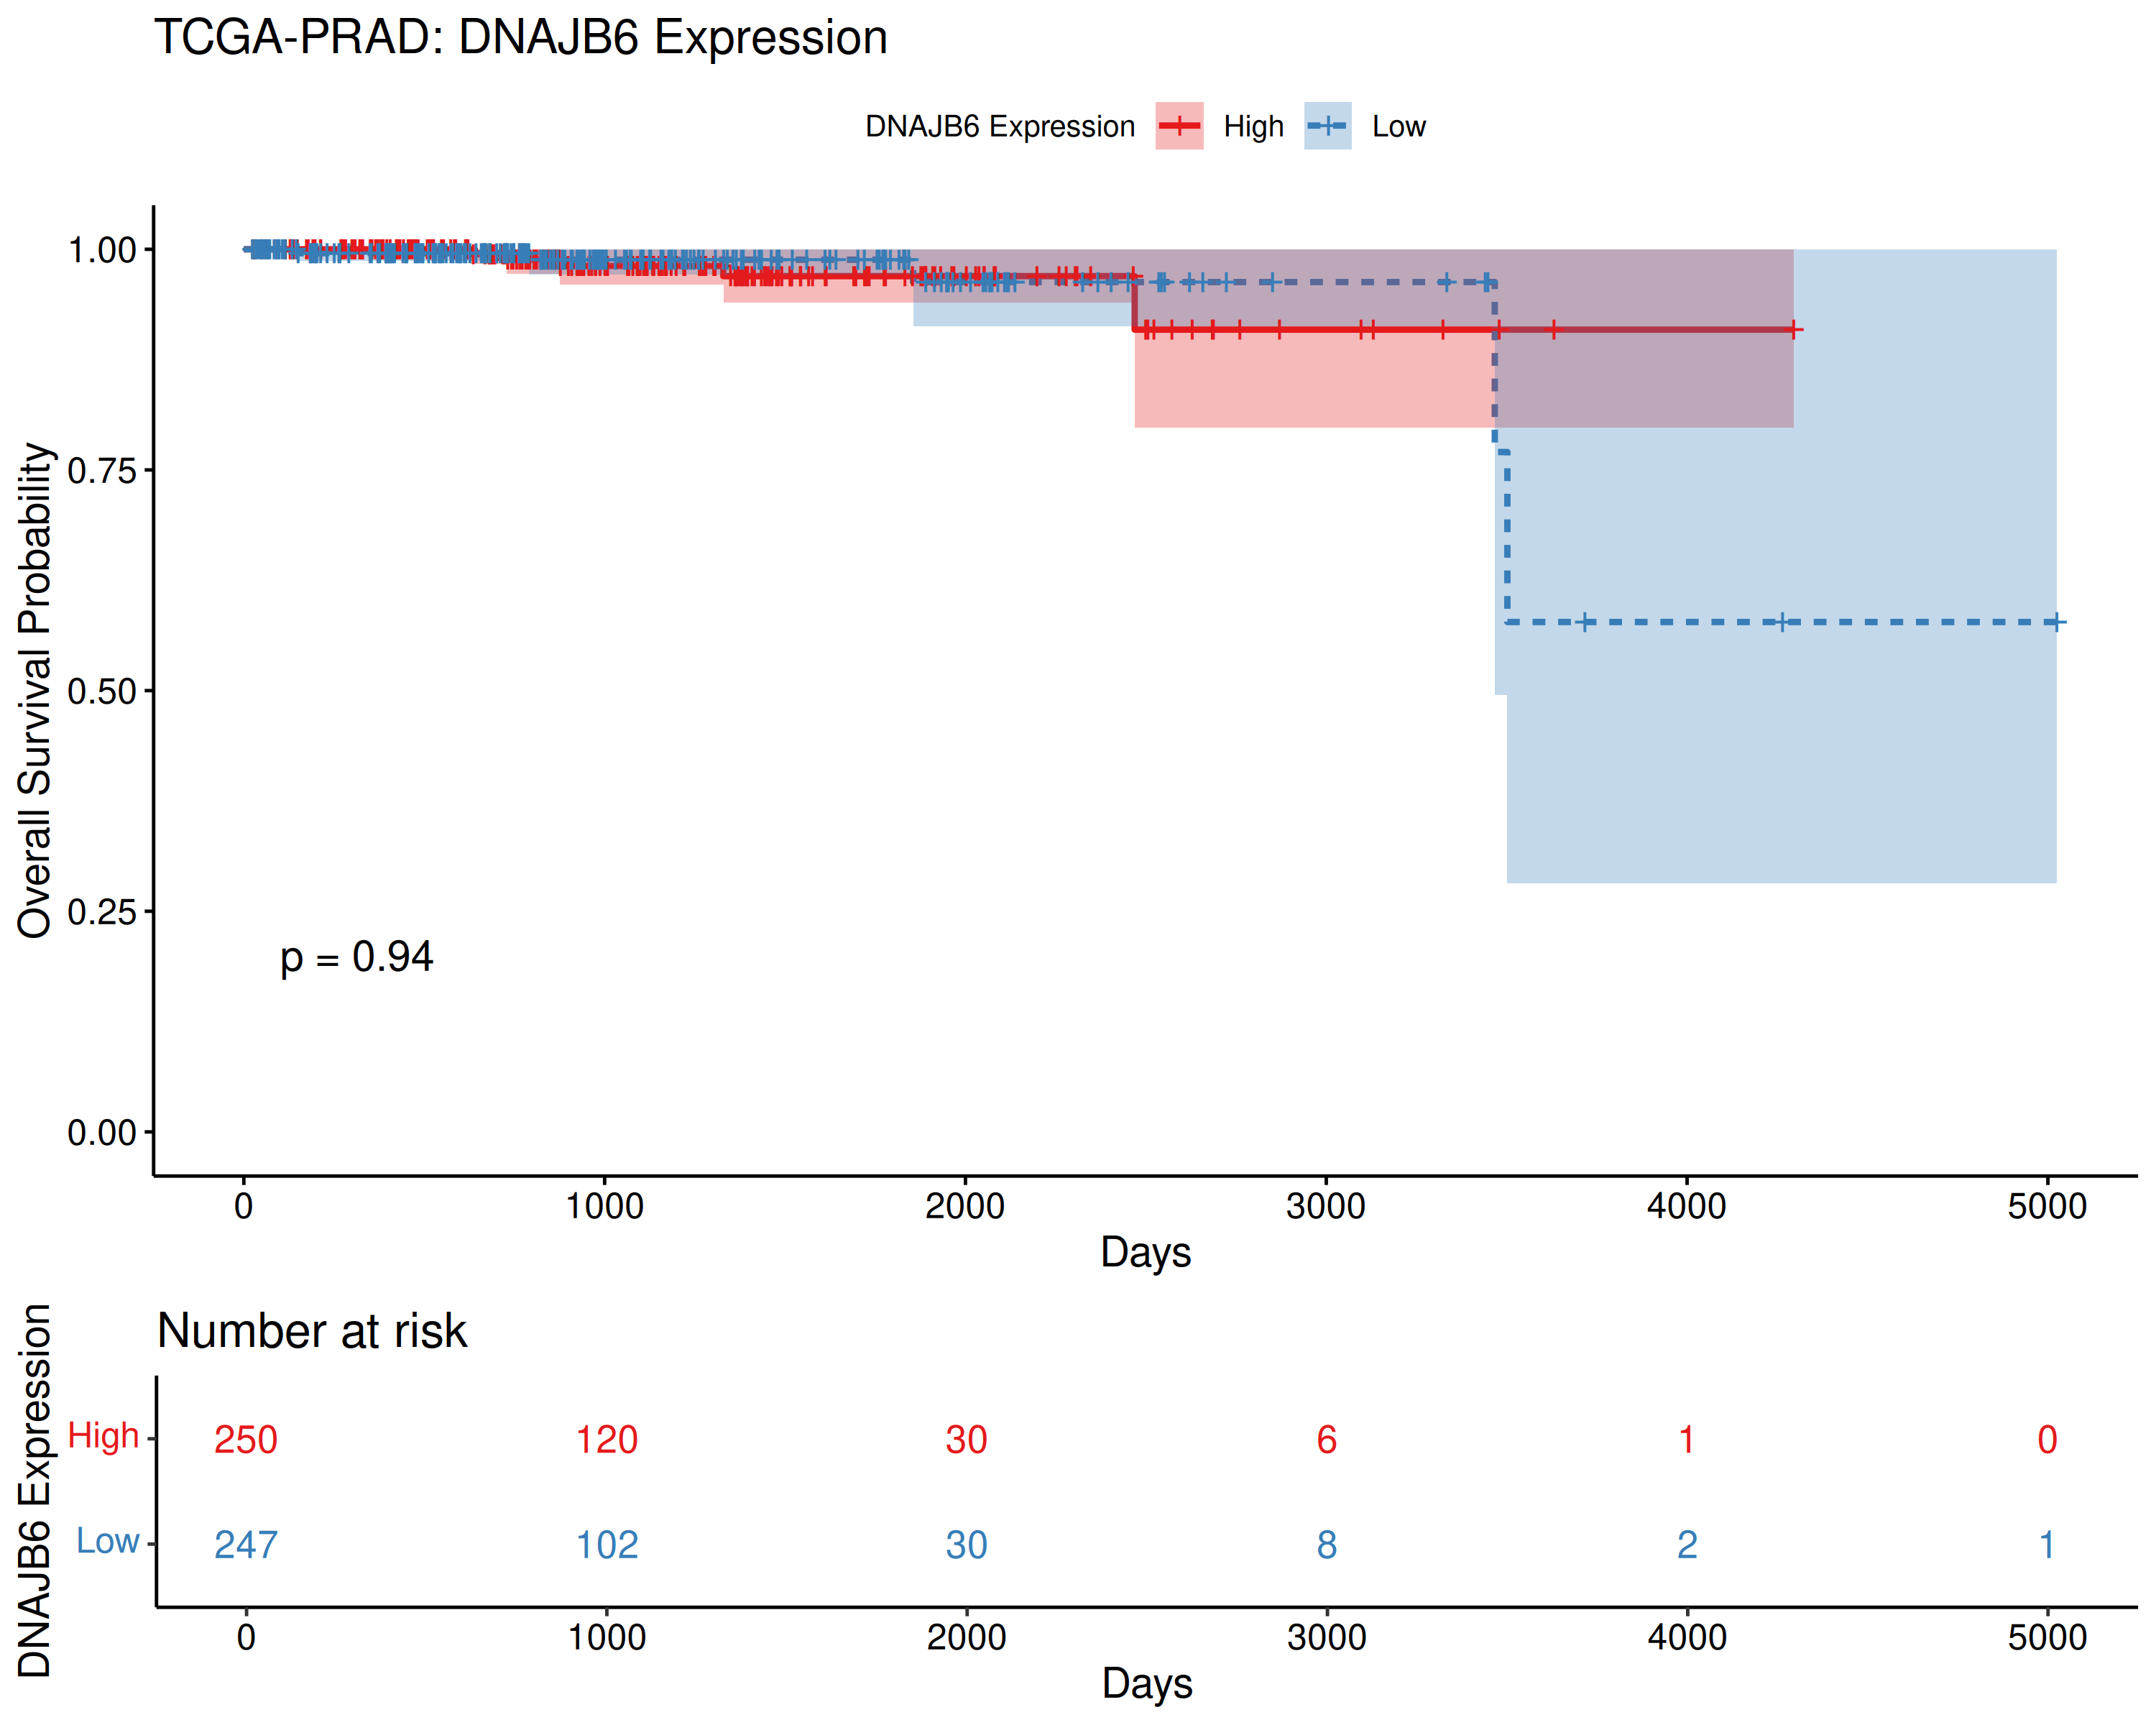 TCGA-PRAD: DNAJB6 Expression
DNAJB6 Expression High Low
Overall Survival Probability
1.00
0.75
0.50
0.25
0.00
p = 0.94
0 1000 2000 3000 4000 5000
Days
Number at risk
DNAJB6 Expression
High 250 120 30 6 1 0
Low 247 102 30 8 2 1
0 1000 2000 3000 4000 5000
Days